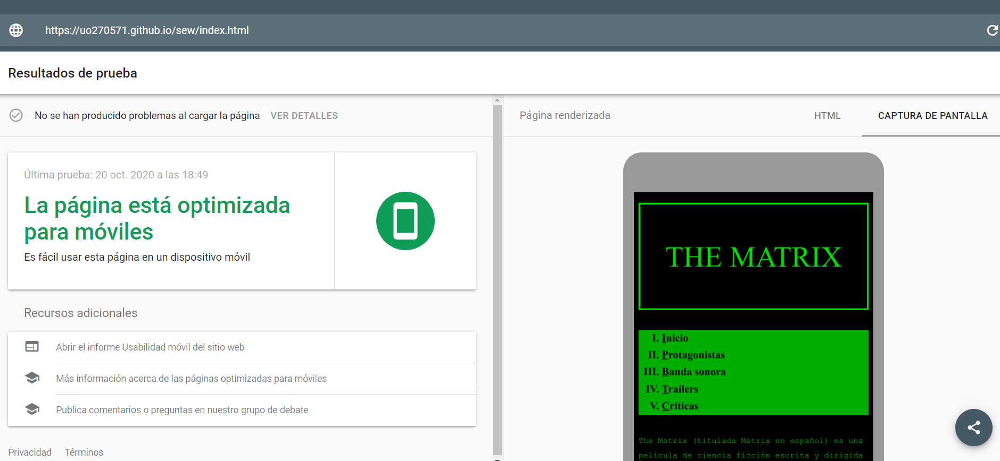 https://uo270571.github.io/sew/index.html
Resultados de prueba
No se han producido problemas al cargar la página VER DETALLES
Última prueba: 20 oct. 2020 a las 18:49
La página está optimizada
para móviles
Es fácil usar esta página en un dispositivo móvil
Recursos adicionales
Abrir el informe Usabilidad móvil del sitio web
Más información acerca de las páginas optimizadas para móviles
Publica comentarios o preguntas en nuestro grupo de debate
Privacidad Términos
Página renderizada HTML CAPTURA DE PANTALLA
THE MATRIX
I. Inicio
II. Protagonistas
III. Banda sonora
IV. Trailers
V. Críticas
The Matrix (titulada Matrix en español) es una
película de ciencia ficción escrita y dirigida